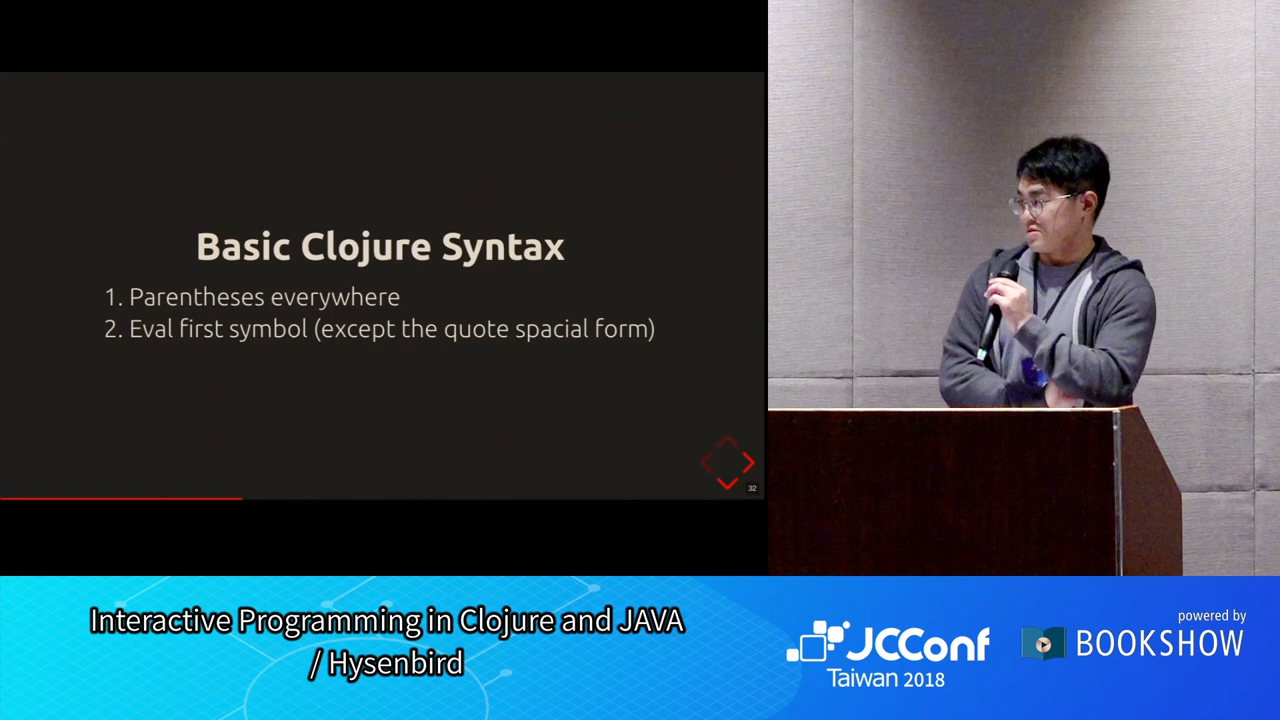 Basic Clojure Syntax
1. Parentheses everywhere
2. Eval first symbol (except the quote spacial form)
32
Interactive Programming in Clojure and JAVA
/ Hysenbird
JCConf
Taiwan 2018
powered by
BOOKSHOW